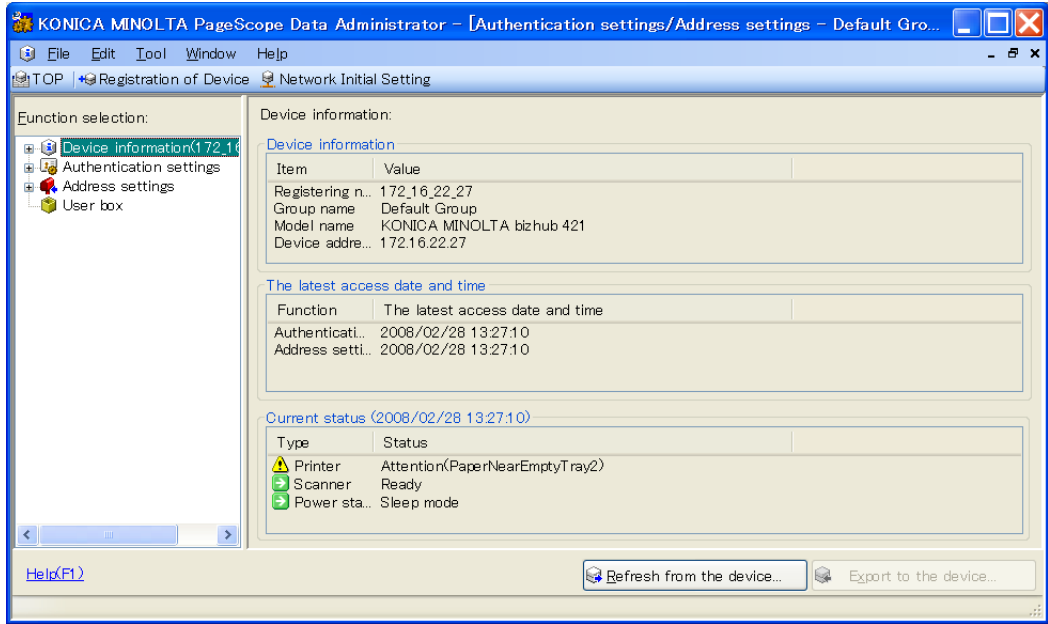 KONICA MINOLTA PageScope Data Administrator - [Authentication settings/Address settings - Default Gro...
File Edit Tool Window Help
TOP Registration of Device Network Initial Setting
Function selection:
Device information(172_16
Authentication settings
Address settings
User box
Device information:
Device information
Item Value
Registering n... 172_16_22_27
Group name Default Group
Model name KONICA MINOLTA bizhub 421
Device addre... 172.16.22.27
The latest access date and time
Function The latest access date and time
Authenticati... 2008/02/28 13:27:10
Address setti... 2008/02/28 13:27:10
Current status (2008/02/28 13:27:10)
Type Status
Printer Attention(PaperNearEmptyTray2)
Scanner Ready
Power sta... Sleep mode
Help(F1)
Refresh from the device...
Export to the device...